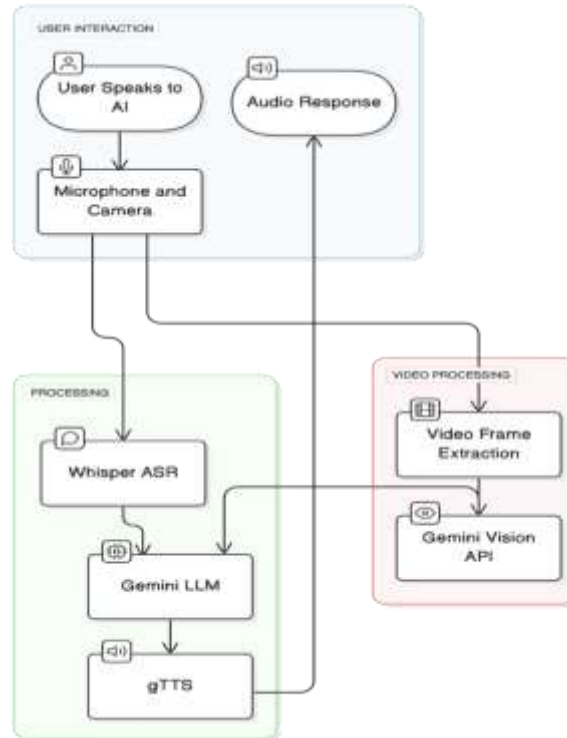 USER INTERACTION
User Speaks to
AI
Audio Response
Microphone and
Camera
PROCESSING
VIDEO PROCESSING
Video Frame
Extraction
Whisper ASR
Gemini Vision
API
Gemini LLM
gTTS